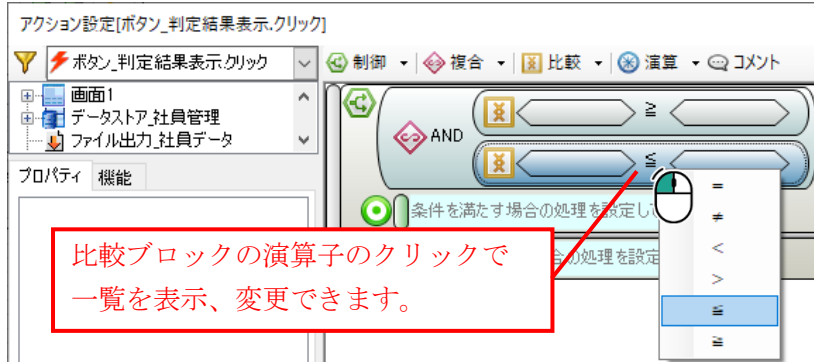 アクション設定[ボタン_判定結果表示.クリック]
ボタン_判定結果表示.クリック
制御 複合 比較 演算 コメント
画面1
データストア_社員管理
ファイル出力_社員データ
プロパティ 機能
AND
≧
≦
条件を満たす場合の処理を設定して
合の処理を設定
比較ブロックの演算子のクリックで
一覧を表示、変更できます。
=
≠
<
>
≦
≧